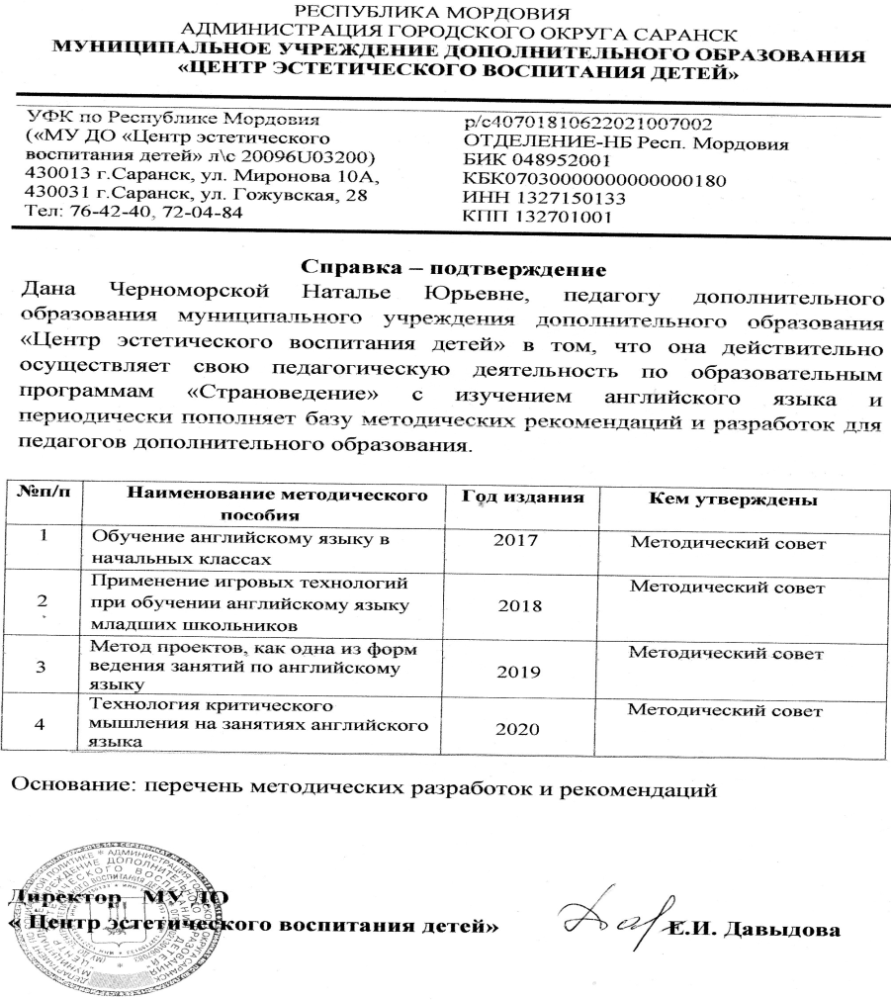 РЕСПУБЛИКА МОРДОВИЯ
АДМИНИСТРАЦИЯ ГОРОДСКОГО ОКРУГА САРАНСК
МУНИЦИПАЛЬНОЕ УЧРЕЖДЕНИЕ ДОПОЛНИТЕЛЬНОГО ОБРАЗОВАНИЯ
«ЦЕНТР ЭСТЕТИЧЕСКОГО ВОСПИТАНИЯ ДЕТЕЙ»
УФК по Республике Мордовия
(«МУ ДО «Центр эстетического
воспитания детей» л\с 20096U03200)
430013 г.Саранск, ул. Миронова 10А,
430031 г.Саранск, ул. Гожувская, 28
Тел: 76-42-40, 72-04-84
р/с40701810622021007002
ОТДЕЛЕНИЕ-НБ Респ. Мордовия
БИК 048952001
КБК07030000000000000180
ИНН 1327150133
КПП 132701001
Справка – подтверждение
Дана Черноморской Наталье Юрьевне, педагогу дополнительного
образования муниципального учреждения дополнительного образования
«Центр эстетического воспитания детей» в том, что она действительно
осуществляет свою педагогическую деятельность по образовательным
программам «Страноведение» с изучением английского языка и
периодически пополняет базу методических рекомендаций и разработок для
педагогов дополнительного образования.
№п/п
Наименование методического
пособия
Год издания
Кем утверждены
1
Обучение английскому языку в
начальных классах
2017
Методический совет
2
Применение игровых технологий
при обучении английскому языку
младших школьников
2018
Методический совет
3
Метод проектов, как одна из форм
ведения занятий по английскому
языку
2019
Методический совет
4
Технология критического
мышления на занятиях английского
языка
2020
Методический совет
Основание: перечень методических разработок и рекомендаций
Директор МУ ДО
« Центр эстетического воспитания детей»
Е.И. Давыдова